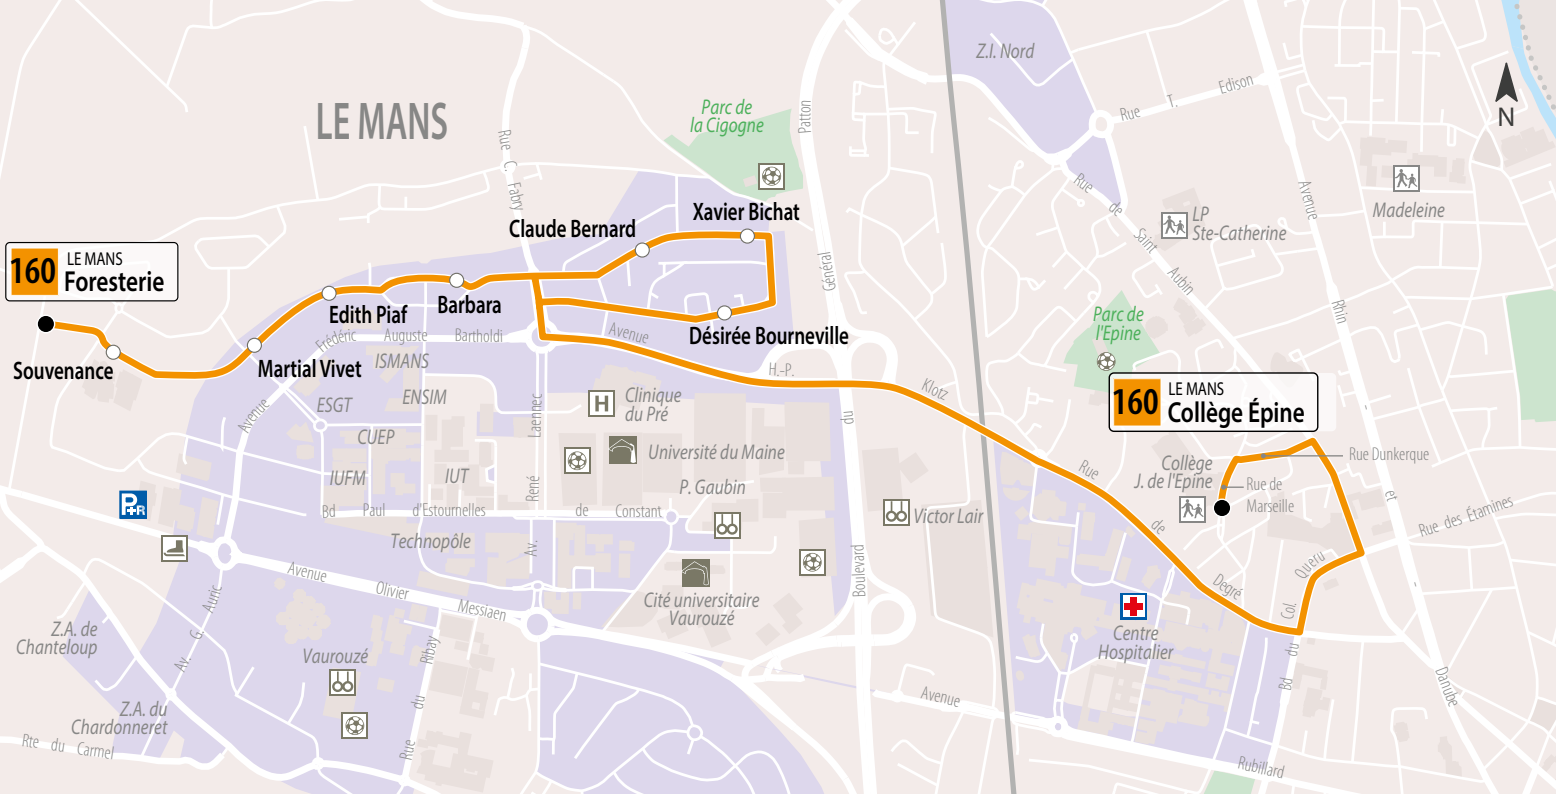 LE MANS
Parc de
la Cigogne
Z.I. Nord
N
Rue T. Edison
Patton
Rue C. Fabry
Madeleine
LP
Ste-Catherine
Rue de Saint Aubin
Avenue
Rhin
et
Danube
160
LE MANS
Foresterie
Souvenance
Martial Vivet
Edith Piaf
Barbara
Claude Bernard
Xavier Bichat
Désirée Bourneville
Général
Parc de
l'Epine
160
LE MANS
Collège Épine
Frédéric Auguste Bartholdi
Avenue
Avenue
H.-P.
Klotz
ISMANS
ENSIM
ESGT
CUEP
IUFM
IUT
Laennec
René
Av.
H
Clinique
du Pré
Université du Maine
P. Gaubin
du
Boulevard
Victor Lair
Rue de Degré
Collège
J. de l'Epine
Rue Dunkerque
Rue de
Marseille
Rue des Étamines
Queru
Col.
du
Bd
P+R
Bd Paul d'Estournelles de Constant
Technopôle
Avenue Olivier Messiaen
Cité universitaire
Vaurouzé
Centre
Hospitalier
Av. G. Auric
Z.A. de
Chanteloup
Vaurouzé
Rue du Ribay
Z.A. du
Chardonneret
Rte du Carmel
Avenue
Rubillard